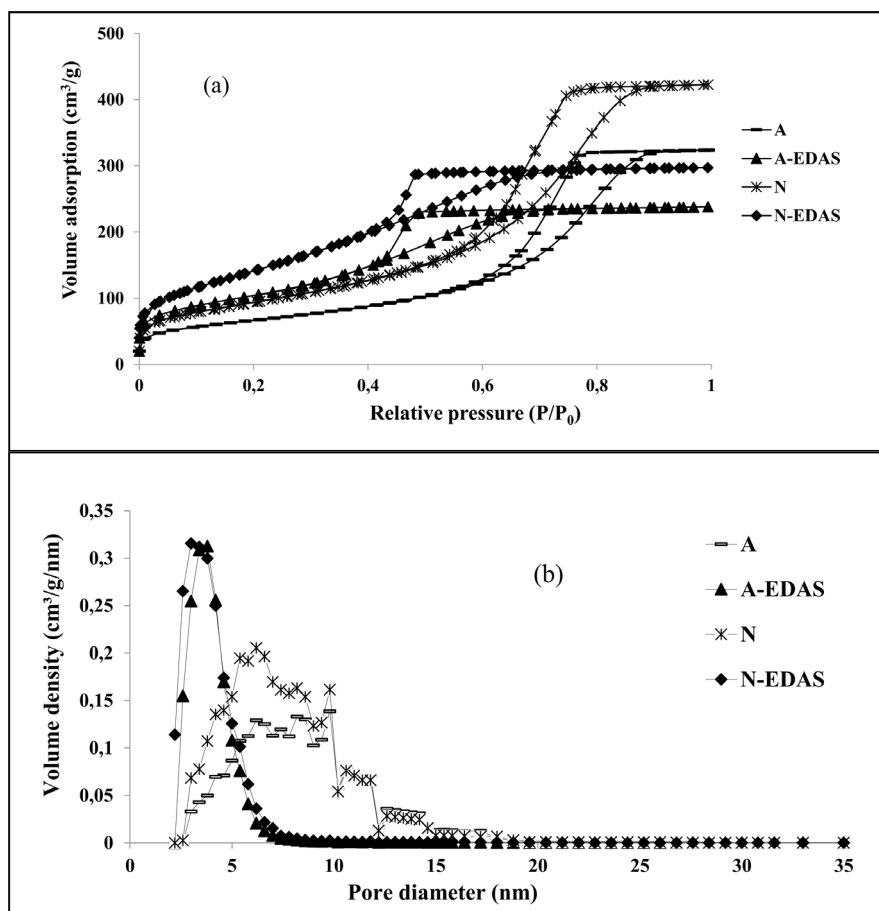 (a)
Volume adsorption (cm³/g)
500
400
300
200
100
0
0
0,2
0,4
0,6
0,8
1
Relative pressure (P/P₀)
A
A-EDAS
N
N-EDAS
(b)
Volume density (cm³/g/nm)
0,35
0,3
0,25
0,2
0,15
0,1
0,05
0
0
5
10
15
20
25
30
35
Pore diameter (nm)
A
A-EDAS
N
N-EDAS